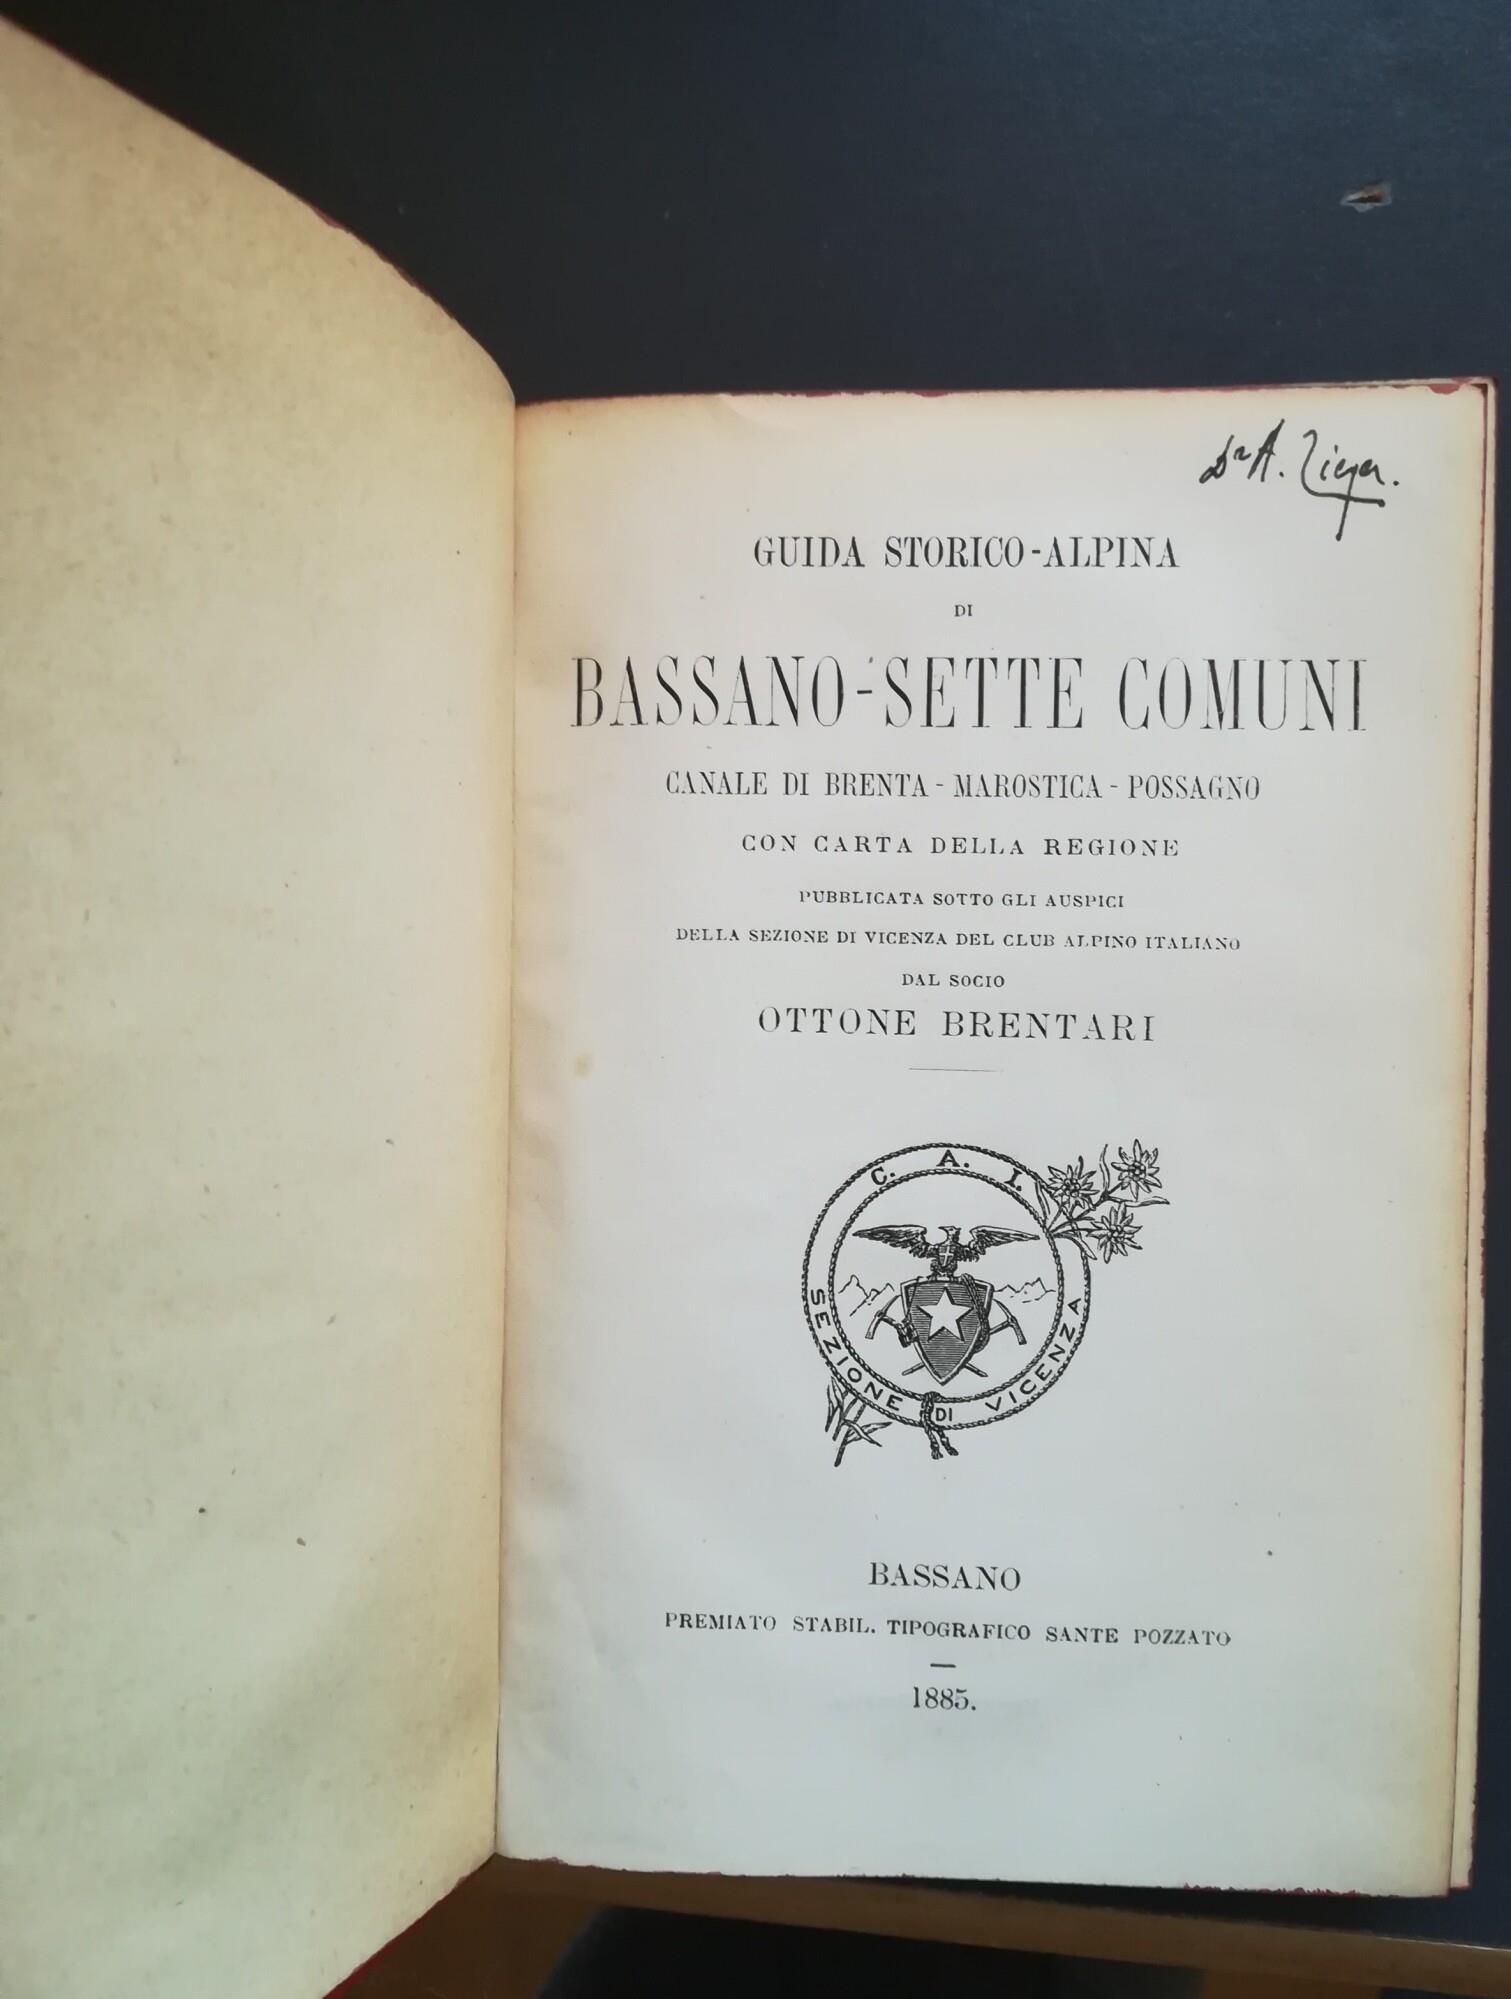 Dr A. Zieger.
GUIDA STORICO-ALPINA
DI
BASSANO-SETTE COMUNI
CANALE DI BRENTA - MAROSTICA - POSSAGNO
CON CARTA DELLA REGIONE
PUBBLICATA SOTTO GLI AUSPICI
DELLA SEZIONE DI VICENZA DEL CLUB ALPINO ITALIANO
DAL SOCIO
OTTONE BRENTARI
C. A. I.
SEZIONE DI VICENZA
BASSANO
PREMIATO STABIL. TIPOGRAFICO SANTE POZZATO
1885.